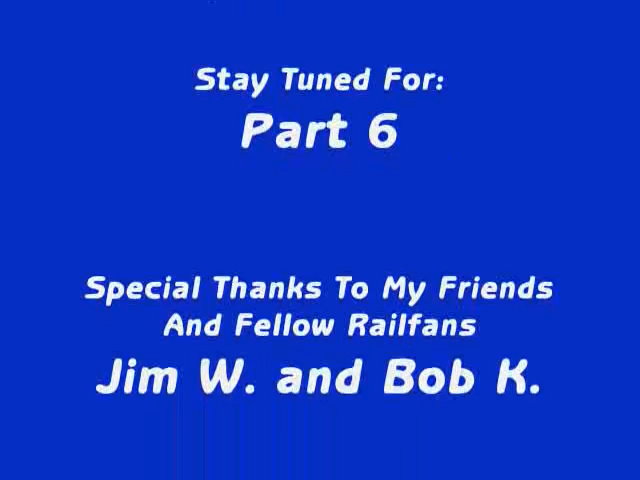 Stay Tuned For:
Part 6
Special Thanks To My Friends
And Fellow Railfans
Jim W. and Bob K.